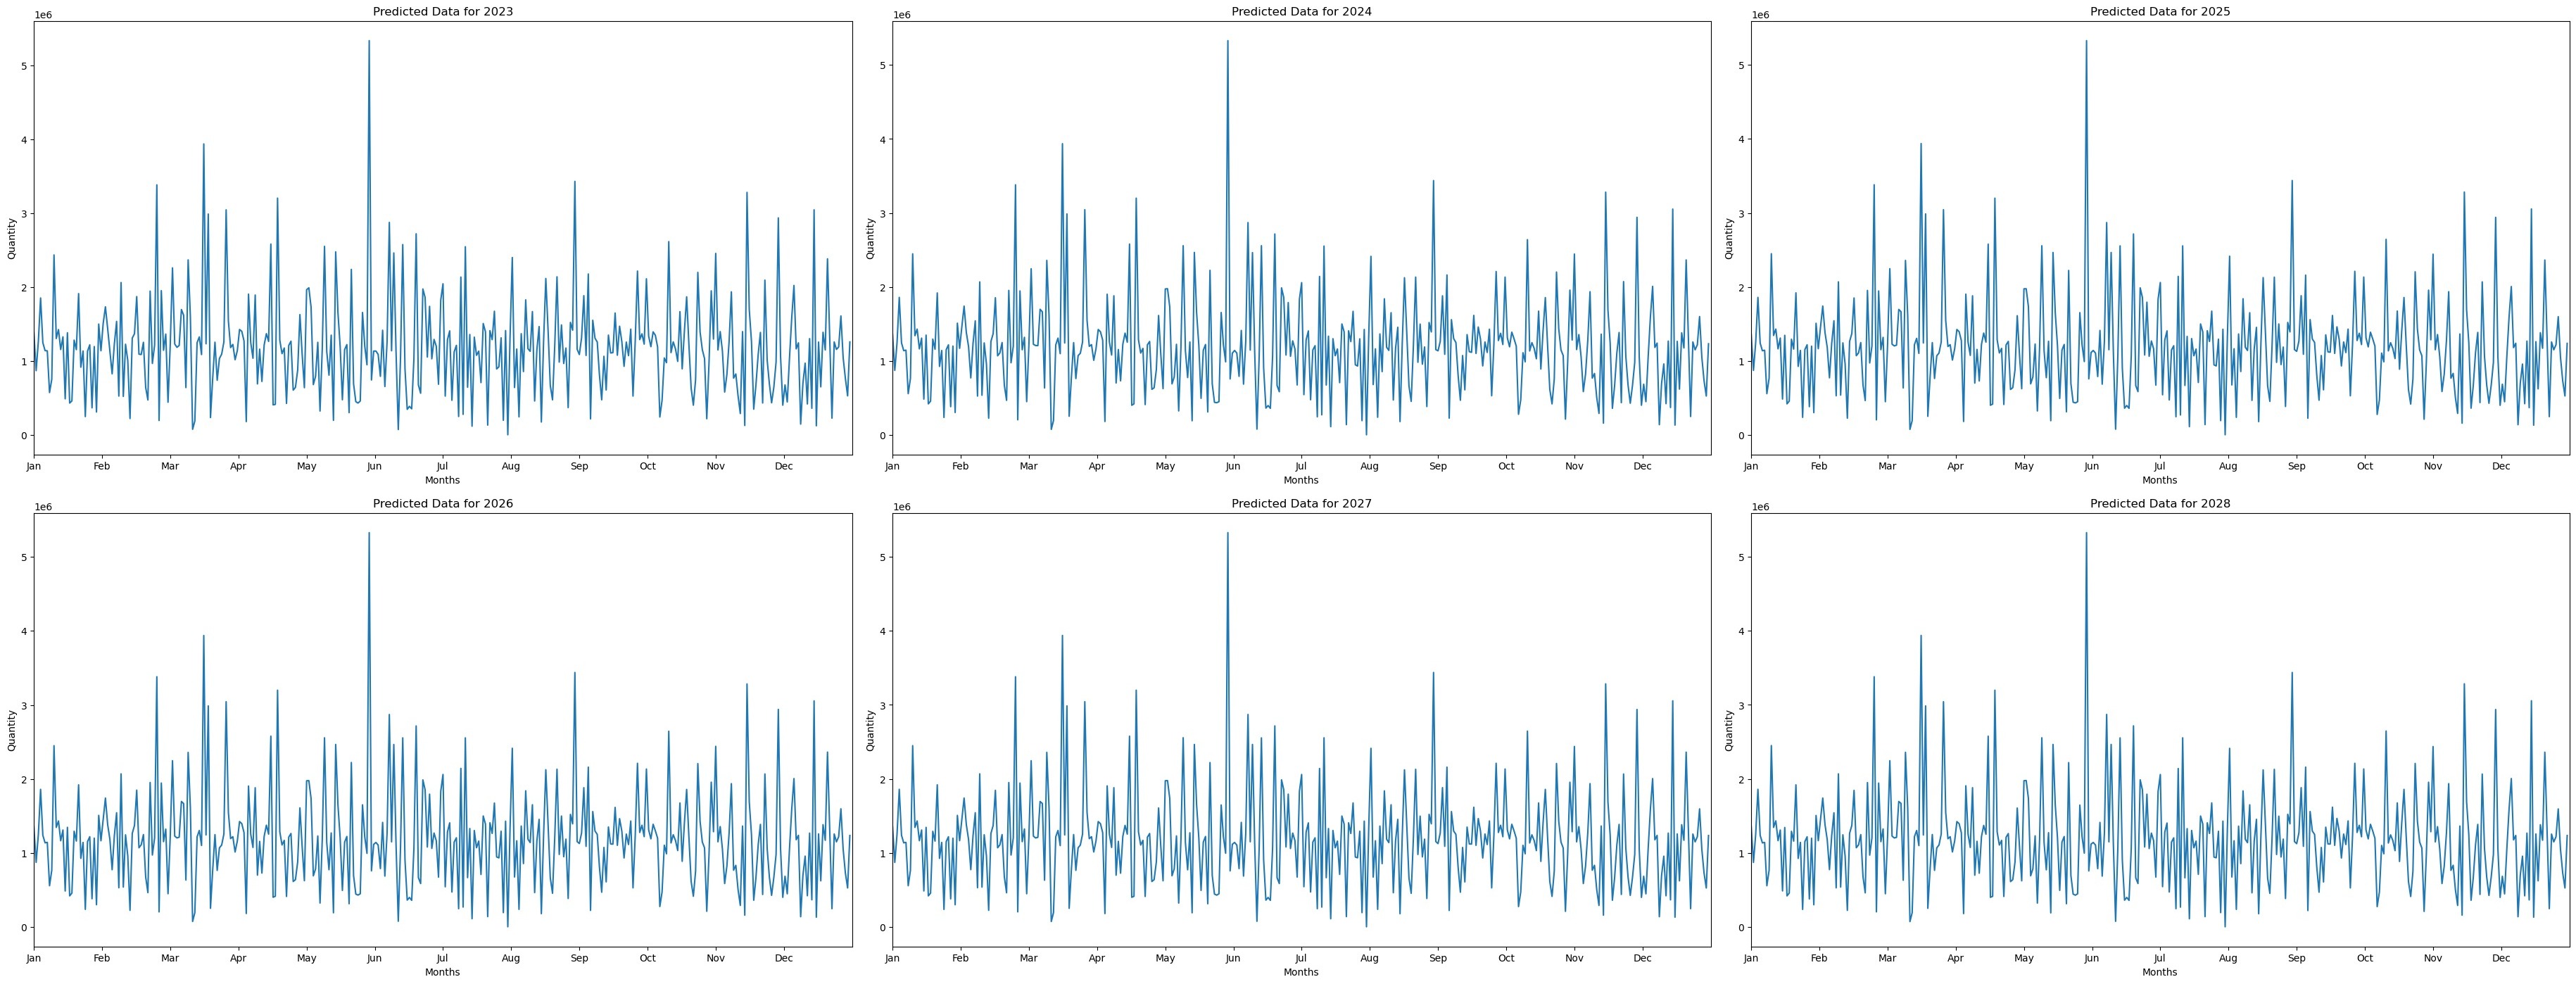 Predicted Data for 2023
1e6
5
4
3
2
1
0
Quantity
Jan Feb Mar Apr May Jun Jul Aug Sep Oct Nov Dec
Months
Predicted Data for 2024
1e6
5
4
3
2
1
0
Quantity
Jan Feb Mar Apr May Jun Jul Aug Sep Oct Nov Dec
Months
Predicted Data for 2025
1e6
5
4
3
2
1
0
Quantity
Jan Feb Mar Apr May Jun Jul Aug Sep Oct Nov Dec
Months
Predicted Data for 2026
1e6
5
4
3
2
1
0
Quantity
Jan Feb Mar Apr May Jun Jul Aug Sep Oct Nov Dec
Months
Predicted Data for 2027
1e6
5
4
3
2
1
0
Quantity
Jan Feb Mar Apr May Jun Jul Aug Sep Oct Nov Dec
Months
Predicted Data for 2028
1e6
5
4
3
2
1
0
Quantity
Jan Feb Mar Apr May Jun Jul Aug Sep Oct Nov Dec
Months